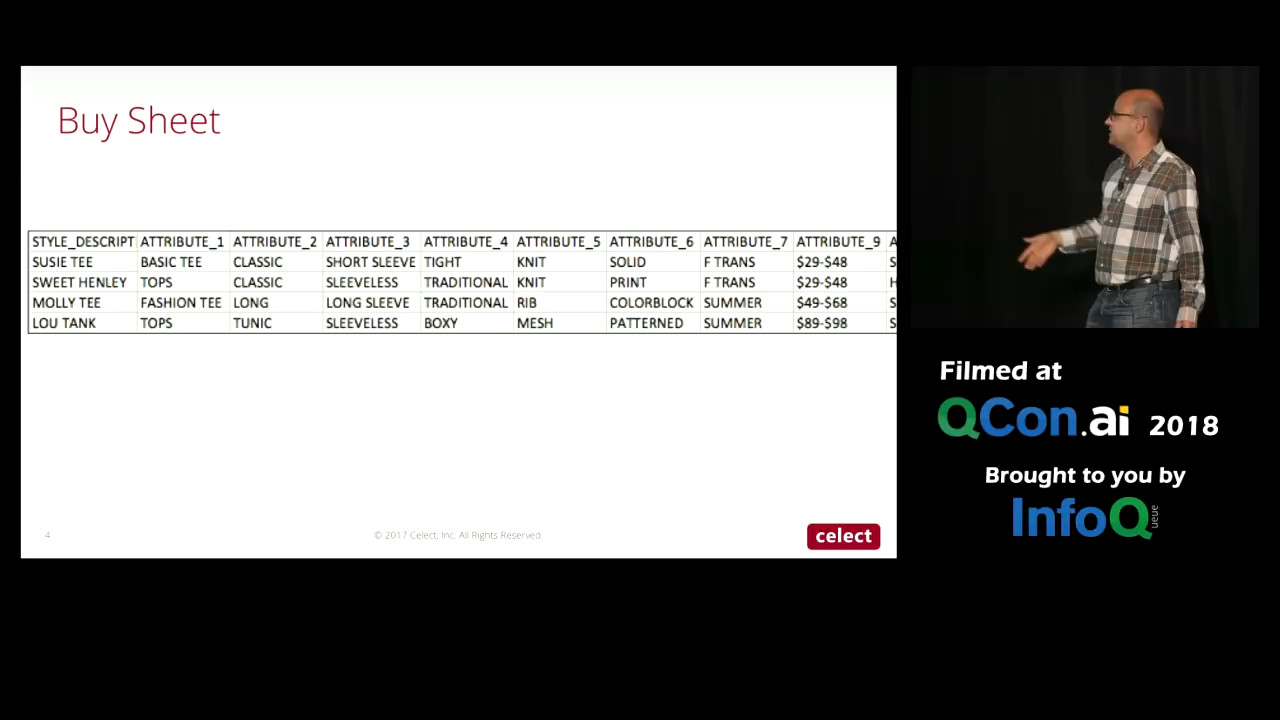 Buy Sheet
STYLE_DESCRIPT ATTRIBUTE_1 ATTRIBUTE_2 ATTRIBUTE_3 ATTRIBUTE_4 ATTRIBUTE_5 ATTRIBUTE_6 ATTRIBUTE_7 ATTRIBUTE_9 A
SUSIE TEE BASIC TEE CLASSIC SHORT SLEEVE TIGHT KNIT SOLID F TRANS $29-$48 S
SWEET HENLEY TOPS CLASSIC SLEEVELESS TRADITIONAL KNIT PRINT F TRANS $29-$48 H
MOLLY TEE FASHION TEE LONG LONG SLEEVE TRADITIONAL RIB COLORBLOCK SUMMER $49-$68 S
LOU TANK TOPS TUNIC SLEEVELESS BOXY MESH PATTERNED SUMMER $89-$98 S
4 © 2017 Celect, Inc. All Rights Reserved
celect
Filmed at
QCon.ai 2018
Brought to you by
InfoQueue